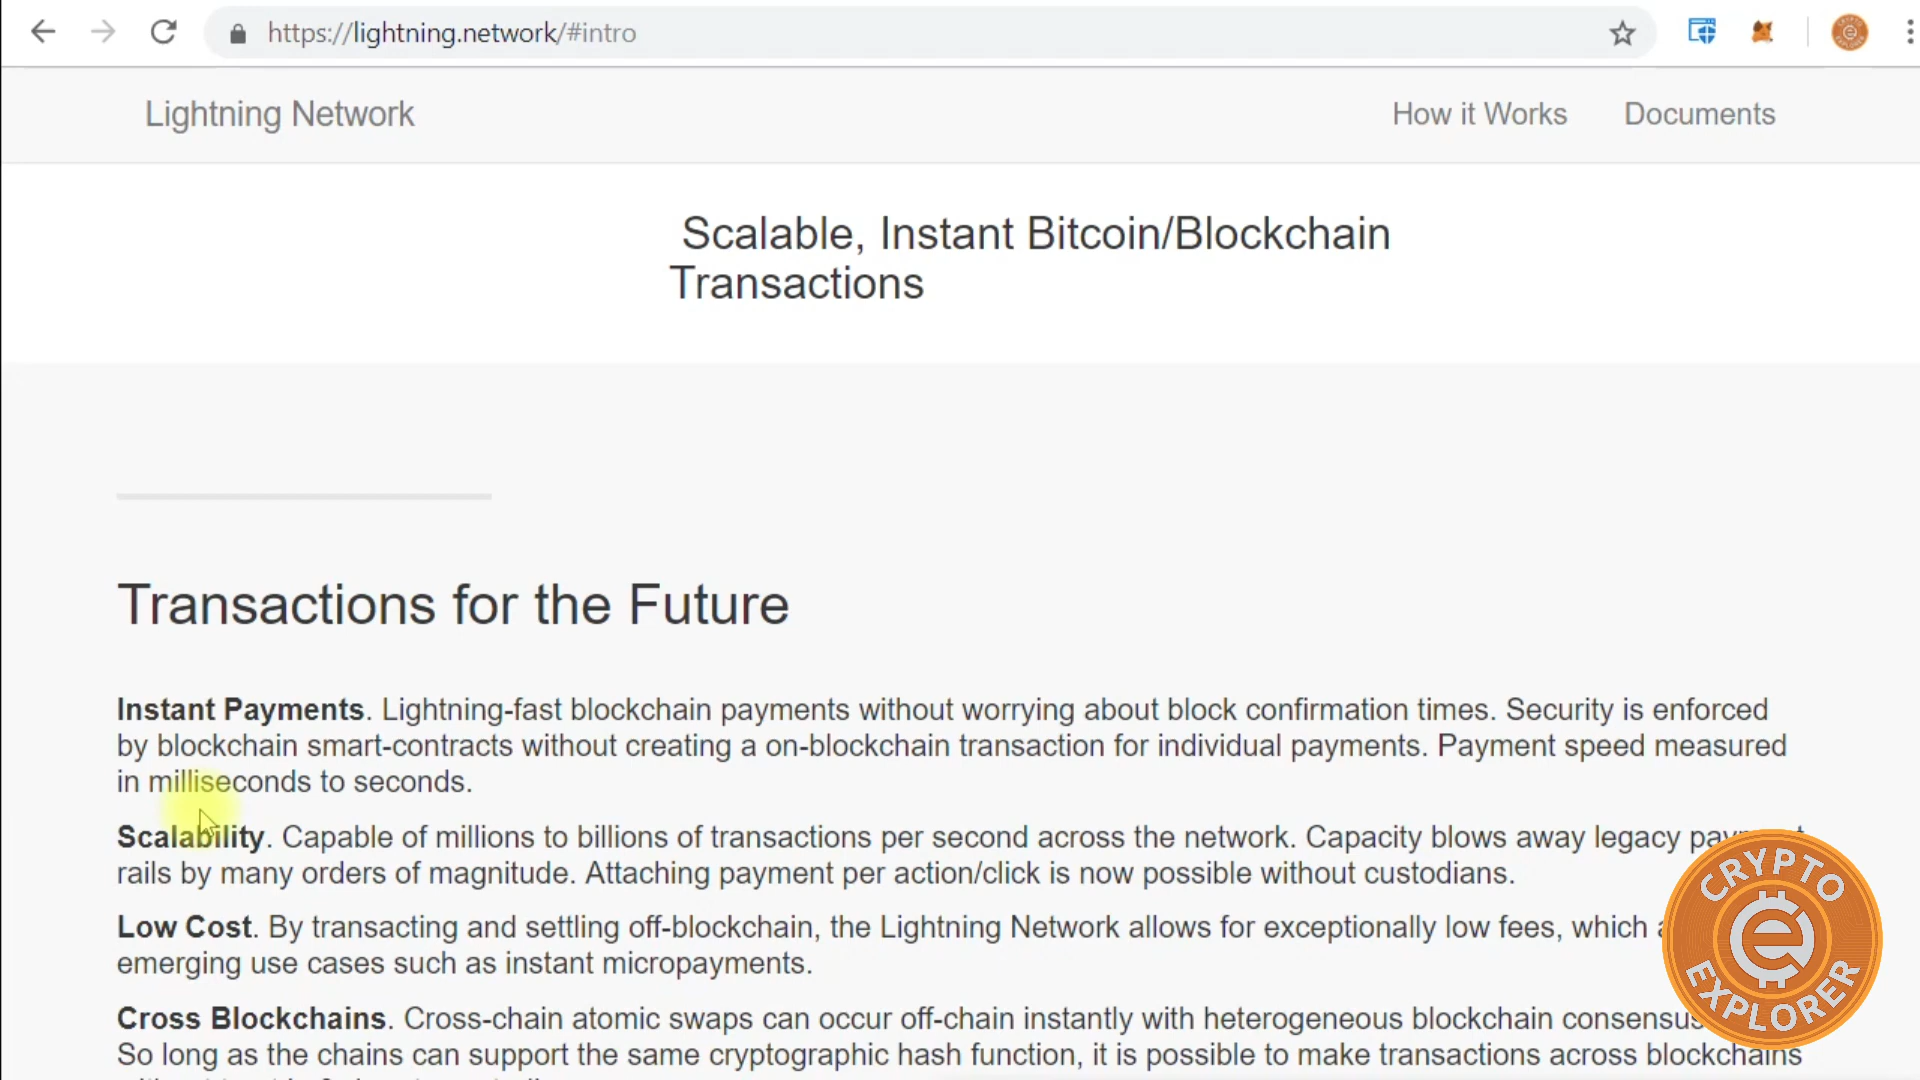 https://lightning.network/#intro
Lightning Network
How it Works
Documents
Scalable, Instant Bitcoin/Blockchain
Transactions
Transactions for the Future
Instant Payments. Lightning-fast blockchain payments without worrying about block confirmation times. Security is enforced
by blockchain smart-contracts without creating a on-blockchain transaction for individual payments. Payment speed measured
in milliseconds to seconds.
Scalability. Capable of millions to billions of transactions per second across the network. Capacity blows away legacy
rails by many orders of magnitude. Attaching payment per action/click is now possible without custodians.
Low Cost. By transacting and settling off-blockchain, the Lightning Network allows for exceptionally low fees, which
emerging use cases such as instant micropayments.
Cross Blockchains. Cross-chain atomic swaps can occur off-chain instantly with heterogeneous blockchain consensus
So long as the chains can support the same cryptographic hash function, it is possible to make transactions across blockchains
CRYPTO
EXPLORER